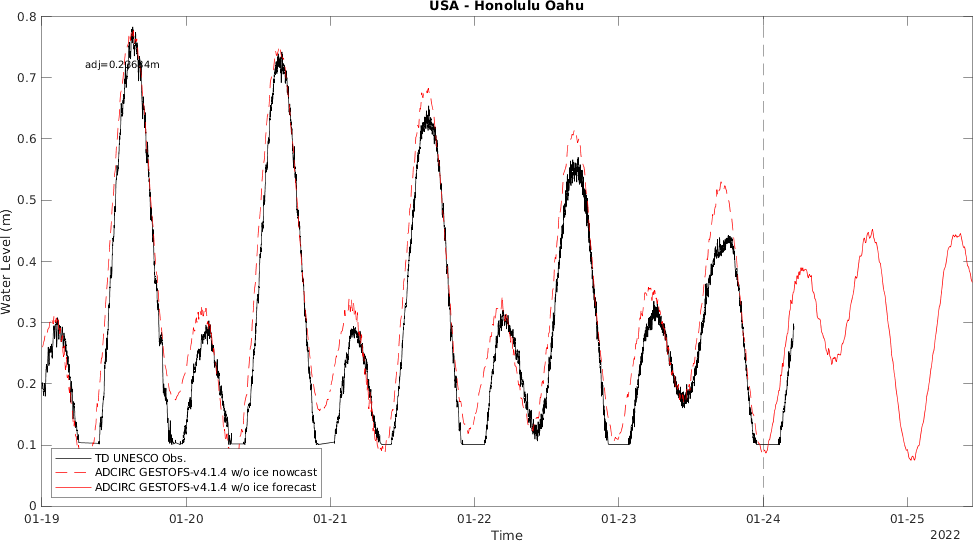 USA - Honolulu Oahu
0.8
0.7
0.6
0.5
0.4
0.3
0.2
0.1
0
Water Level (m)
TD UNESCO Obs.
ADCIRC GESTOFS-v4.1.4 w/o ice nowcast
ADCIRC GESTOFS-v4.1.4 w/o ice forecast
01-19 01-20 01-21 01-22 01-23 01-24 01-25
Time
2022